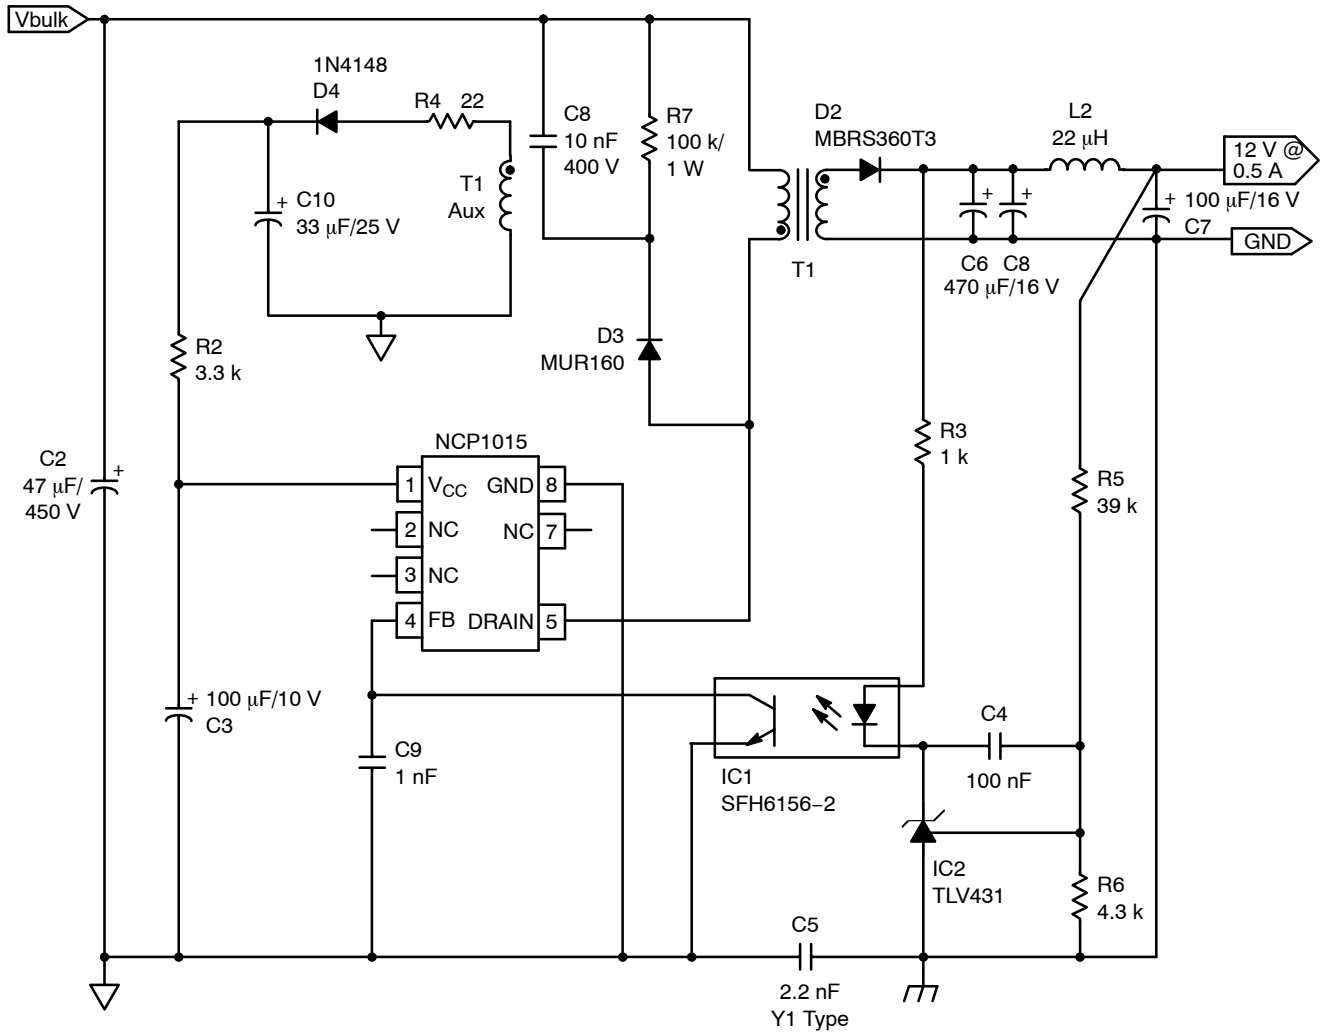 Vbulk
1N4148
D4
R4 22
C8
10 nF
400 V
R7
100 k/
1 W
D2
MBRS360T3
L2
22 μH
12 V @
0.5 A
T1
Aux
+ C10
33 μF/25 V
+
+
+ 100 μF/16 V
C7
GND
T1
C6 C8
470 μF/16 V
R2
3.3 k
D3
MUR160
R3
1 k
NCP1015
C2
47 μF/
450 V
+
1 VCC GND 8
2 NC NC 7
3 NC
4 FB DRAIN 5
R5
39 k
+ 100 μF/10 V
C3
C9
1 nF
IC1
SFH6156−2
C4
100 nF
IC2
TLV431
R6
4.3 k
C5
2.2 nF
Y1 Type